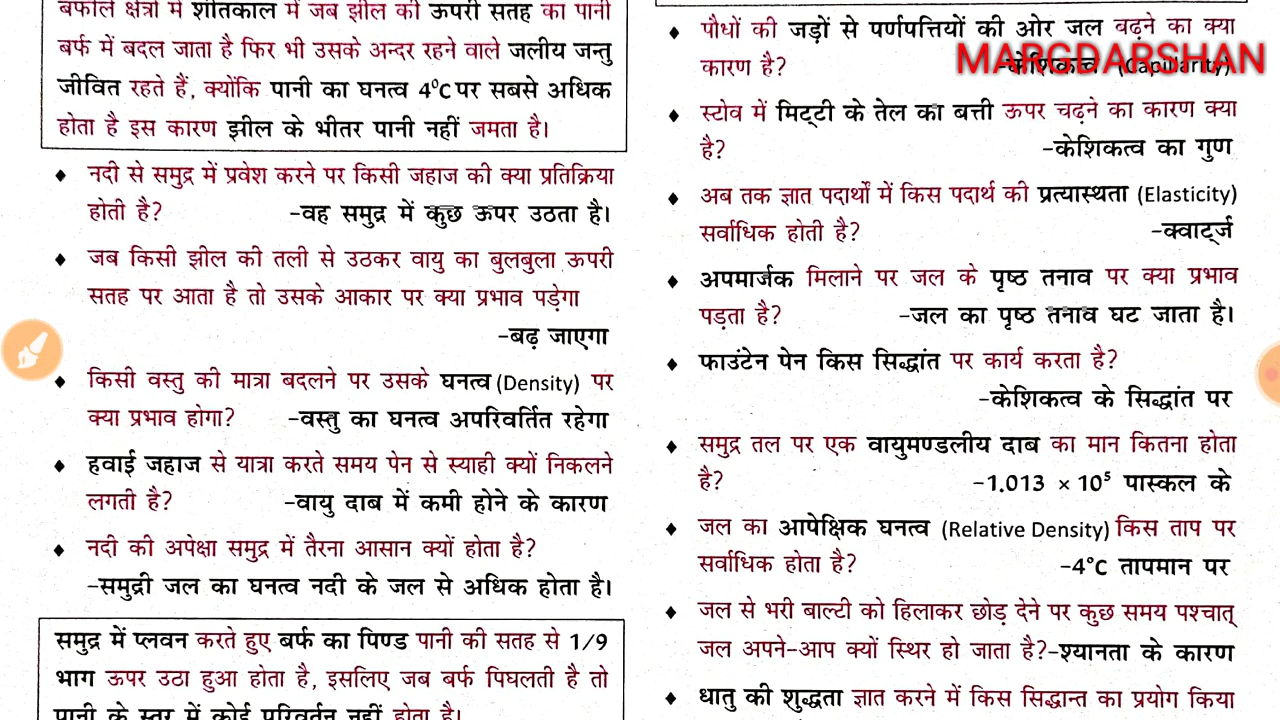 बर्फीले क्षेत्रों में शीतकाल में जब झील की ऊपरी सतह का पानी
बर्फ में बदल जाता है फिर भी उसके अन्दर रहने वाले जलीय जन्तु
जीवित रहते हैं, क्योंकि पानी का घनत्व 4⁰C पर सबसे अधिक
होता है इस कारण झील के भीतर पानी नहीं जमता है।
♦ नदी से समुद्र में प्रवेश करने पर किसी जहाज की क्या प्रतिक्रिया
होती है? -वह समुद्र में कुछ ऊपर उठता है।
♦ जब किसी झील की तली से उठकर वायु का बुलबुला ऊपरी
सतह पर आता है तो उसके आकार पर क्या प्रभाव पड़ेगा
-बढ़ जाएगा
♦ किसी वस्तु की मात्रा बदलने पर उसके घनत्व (Density) पर
क्या प्रभाव होगा? -वस्तु का घनत्व अपरिवर्तित रहेगा
♦ हवाई जहाज से यात्रा करते समय पेन से स्याही क्यों निकलने
लगती है? -वायु दाब में कमी होने के कारण
♦ नदी की अपेक्षा समुद्र में तैरना आसान क्यों होता है?
-समुद्री जल का घनत्व नदी के जल से अधिक होता है।
समुद्र में प्लवन करते हुए बर्फ का पिण्ड पानी की सतह से 1/9
भाग ऊपर उठा हुआ होता है, इसलिए जब बर्फ पिघलती है तो
पानी के स्तर में कोई परिवर्तन नहीं होता है।
♦ पौधों की जड़ों से पर्णपत्तियों की ओर जल बढ़ने का क्या
MARGDARSHAN
कारण है? -केशिकत्व (Capillarity)
♦ स्टोव में मिट्टी के तेल का बत्ती ऊपर चढ़ने का कारण क्या
है? -केशिकत्व का गुण
♦ अब तक ज्ञात पदार्थों में किस पदार्थ की प्रत्यास्थता (Elasticity)
सर्वाधिक होती है? -क्वार्ट्ज
♦ अपमार्जक मिलाने पर जल के पृष्ठ तनाव पर क्या प्रभाव
पड़ता है? -जल का पृष्ठ तनाव घट जाता है।
♦ फाउंटेन पेन किस सिद्धांत पर कार्य करता है?
-केशिकत्व के सिद्धांत पर
♦ समुद्र तल पर एक वायुमण्डलीय दाब का मान कितना होता
है? -1.013 × 10⁵ पास्कल के
♦ जल का आपेक्षिक घनत्व (Relative Density) किस ताप पर
सर्वाधिक होता है? -4°C तापमान पर
♦ जल से भरी बाल्टी को हिलाकर छोड़ देने पर कुछ समय पश्चात्
जल अपने-आप क्यों स्थिर हो जाता है?-श्यानता के कारण
♦ धातु की शुद्धता ज्ञात करने में किस सिद्धान्त का प्रयोग किया